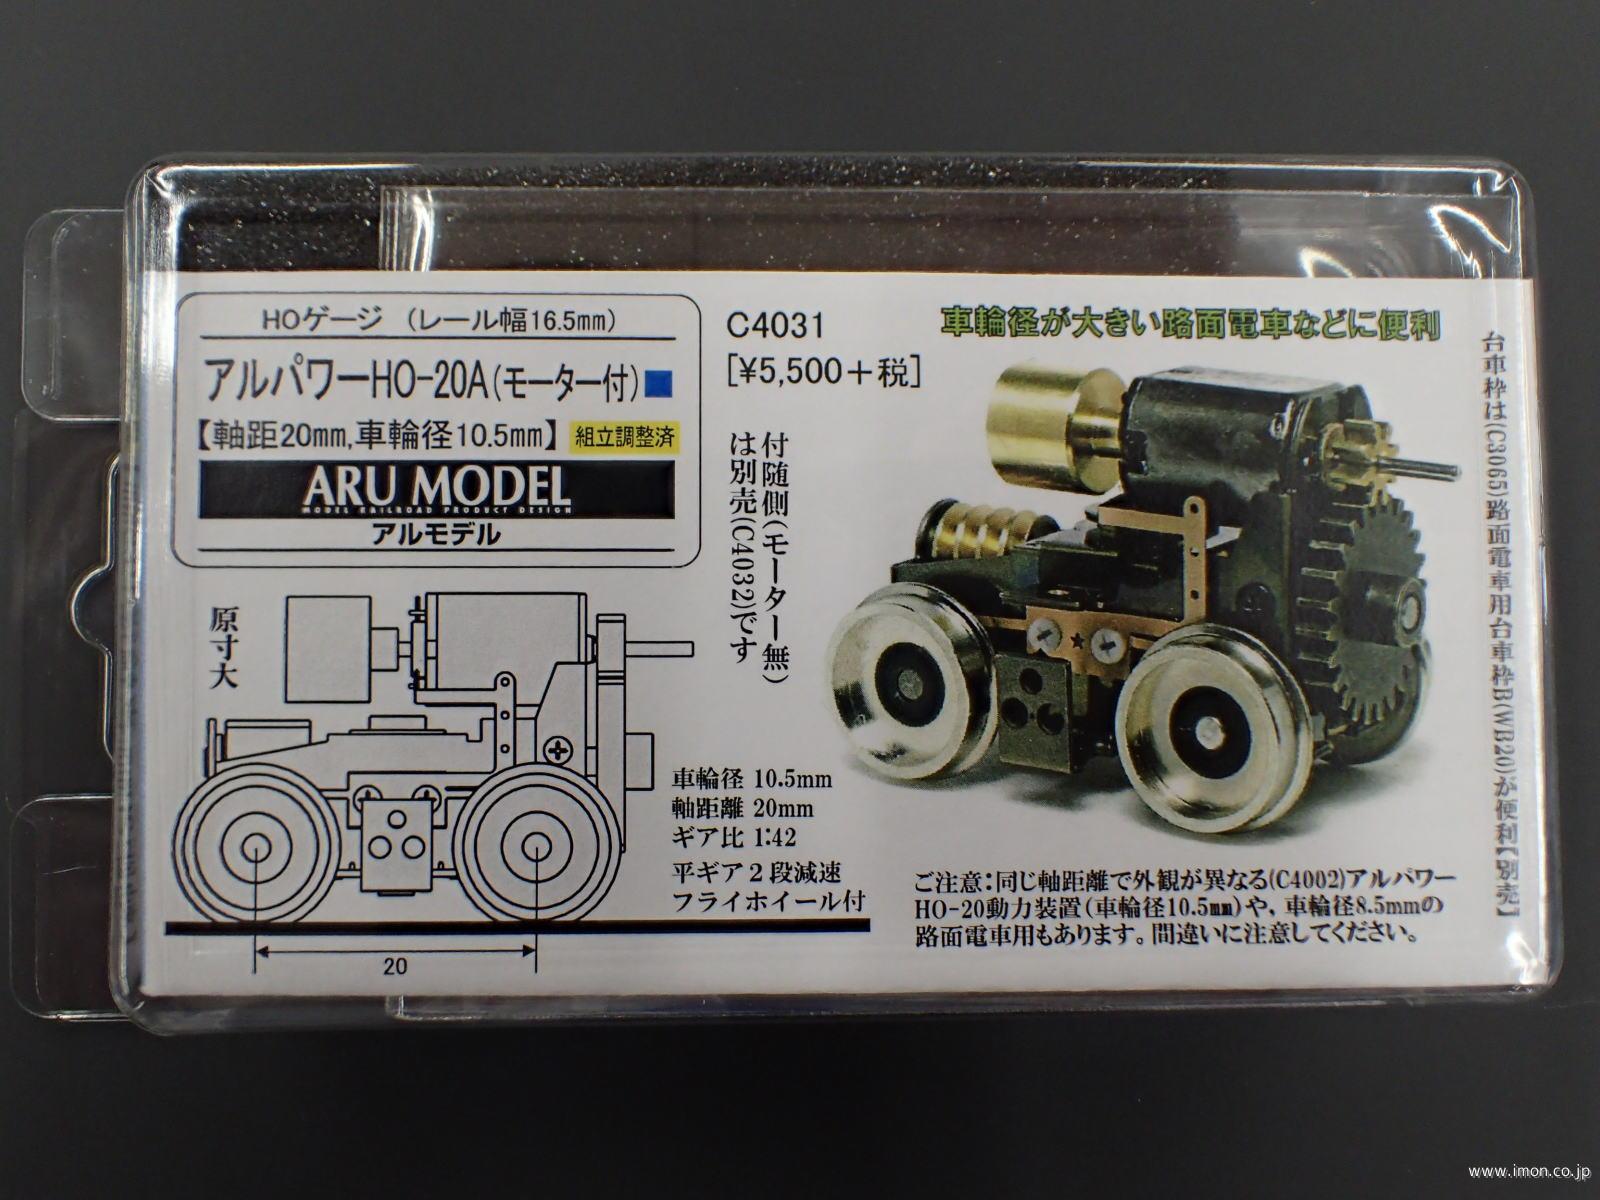 HOゲージ (レール幅16.5mm)
アルパワーHO-20A(モーター付)
【軸距20mm,車輪径10.5mm】 組立調整済
ARU MODEL
MODEL RAILROAD PRODUCT DESIGN
アルモデル
C4031
[¥5,500+税]
車輪径が大きい路面電車などに便利
付随側(モーター無)
は別売(C4032)です
台車枠は(C3065)路面電車用台車枠B(WB20)が便利【別売】
原寸大
車輪径 10.5mm
軸距離 20mm
ギア比 1:42
平ギア2段減速
フライホイール付
20
ご注意:同じ軸距離で外観が異なる(C4002)アルパワー
HO-20動力装置(車輪径10.5mm)や,車輪径8.5mmの
路面電車用もあります。間違いに注意してください。
www.imon.co.jp